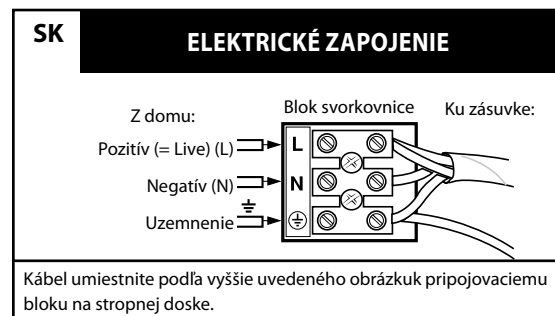 SK
ELEKTRICKÉ ZAPOJENIE
Z domu:
Blok svorkovnice
Ku zásuvke:
Pozitív (= Live) (L)
L
Negatív (N)
N
Uzemnenie
Kábel umiestnite podľa vyššie uvedeného obrázkuk pripojovaciemu
bloku na stropnej doske.